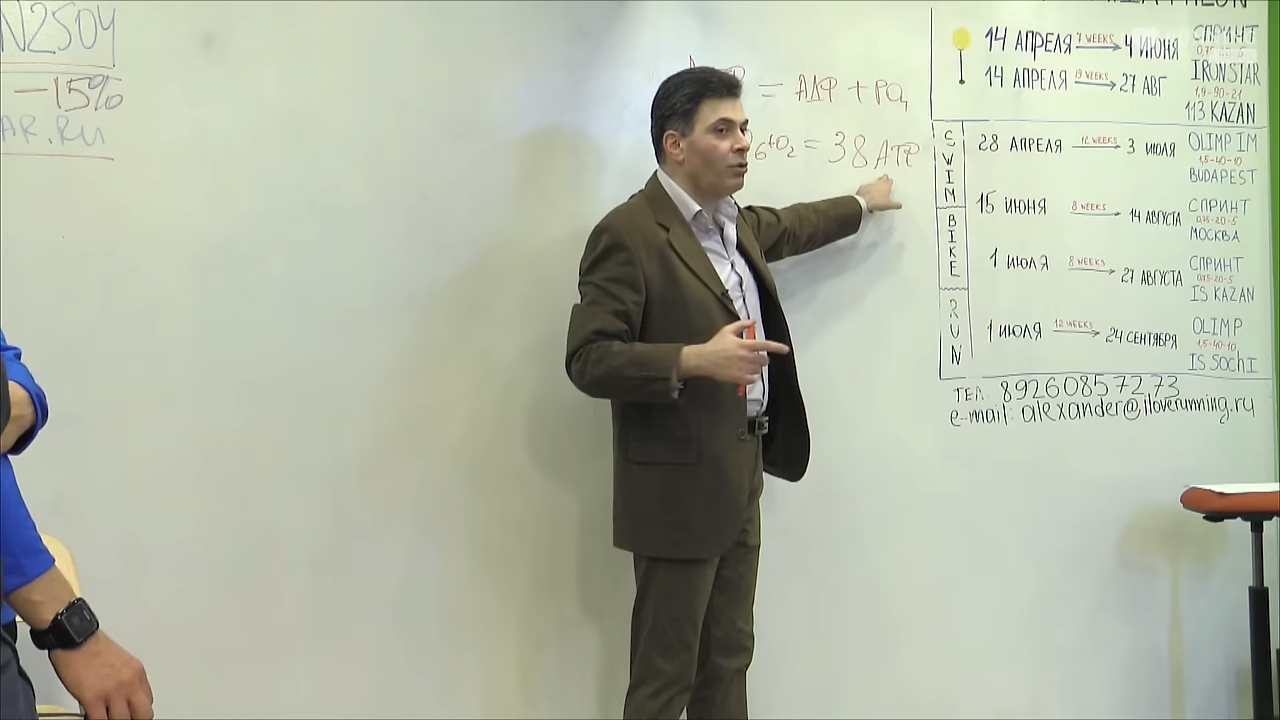 N2504
-15%
AR.RU
= АДФ + PO4
6+O2 = 38 АТФ
14 АПРЕЛЯ 7 WEEKS 4 ИЮНЯ СПРИНТ
14 АПРЕЛЯ 19 WEEKS 27 АВГ IRONSTAR
1,9-90-21
113 KAZAN
SWIM
BIKE
RUN
28 АПРЕЛЯ 12 WEEKS 3 ИЮЛЯ OLIMP IM
1,5-40-10
BUDAPEST
15 ИЮНЯ 8 WEEKS 14 АВГУСТА СПРИНТ
0,75-20-5
МОСКВА
1 ИЮЛЯ 8 WEEKS 27 АВГУСТА СПРИНТ
0,75-20-5
IS KAZAN
1 ИЮЛЯ 12 WEEKS 24 СЕНТЯБРЯ OLIMP
1,5-40-10
IS SOCHI
ТЕЛ. 89260857273
e-mail: alexander@iloverunning.ru